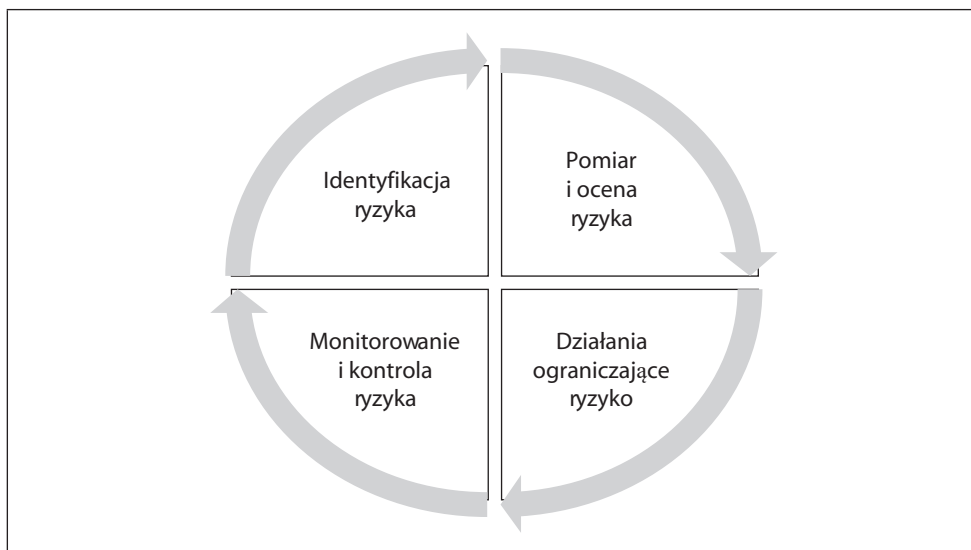 Identyfikacja
ryzyka
Pomiar
i ocena
ryzyka
Działania
ograniczające
ryzyko
Monitorowanie
i kontrola
ryzyka